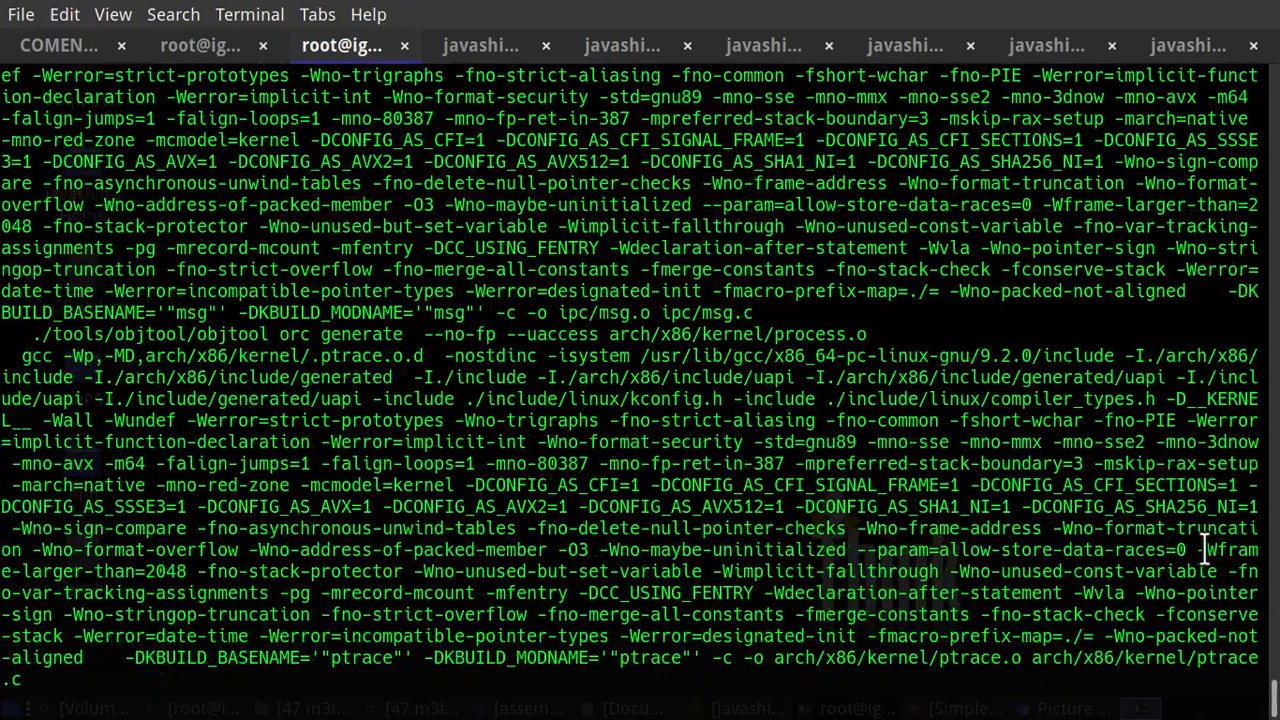 File Edit View Search Terminal Tabs Help
COMEN... × root@ig... × root@ig... × javashi... × javashi... × javashi... × javashi... × javashi... × javashi... ×
ef -Werror=strict-prototypes -Wno-trigraphs -fno-strict-aliasing -fno-common -fshort-wchar -fno-PIE -Werror=implicit-funct
ion-declaration -Werror=implicit-int -Wno-format-security -std=gnu89 -mno-sse -mno-mmx -mno-sse2 -mno-3dnow -mno-avx -m64
-falign-jumps=1 -falign-loops=1 -mno-80387 -mno-fp-ret-in-387 -mpreferred-stack-boundary=3 -mskip-rax-setup -march=native
-mno-red-zone -mcmodel=kernel -DCONFIG_AS_CFI=1 -DCONFIG_AS_CFI_SIGNAL_FRAME=1 -DCONFIG_AS_CFI_SECTIONS=1 -DCONFIG_AS_SSSE
3=1 -DCONFIG_AS_AVX=1 -DCONFIG_AS_AVX2=1 -DCONFIG_AS_AVX512=1 -DCONFIG_AS_SHA1_NI=1 -DCONFIG_AS_SHA256_NI=1 -Wno-sign-comp
are -fno-asynchronous-unwind-tables -fno-delete-null-pointer-checks -Wno-frame-address -Wno-format-truncation -Wno-format-
overflow -Wno-address-of-packed-member -O3 -Wno-maybe-uninitialized --param=allow-store-data-races=0 -Wframe-larger-than=2
048 -fno-stack-protector -Wno-unused-but-set-variable -Wimplicit-fallthrough -Wno-unused-const-variable -fno-var-tracking-
assignments -pg -mrecord-mcount -mfentry -DCC_USING_FENTRY -Wdeclaration-after-statement -Wvla -Wno-pointer-sign -Wno-stri
ngop-truncation -fno-strict-overflow -fno-merge-all-constants -fmerge-constants -fno-stack-check -fconserve-stack -Werror=
date-time -Werror=incompatible-pointer-types -Werror=designated-init -fmacro-prefix-map=./= -Wno-packed-not-aligned -DK
BUILD_BASENAME='"msg"' -DKBUILD_MODNAME='"msg"' -c -o ipc/msg.o ipc/msg.c
./tools/objtool/objtool orc generate --no-fp --uaccess arch/x86/kernel/process.o
gcc -Wp,-MD,arch/x86/kernel/.ptrace.o.d -nostdinc -isystem /usr/lib/gcc/x86_64-pc-linux-gnu/9.2.0/include -I./arch/x86/
include -I./arch/x86/include/generated -I./include -I./arch/x86/include/uapi -I./arch/x86/include/generated/uapi -I./incl
ude/uapi -I./include/generated/uapi -include ./include/linux/kconfig.h -include ./include/linux/compiler_types.h -D__KERNE
L__ -Wall -Wundef -Werror=strict-prototypes -Wno-trigraphs -fno-strict-aliasing -fno-common -fshort-wchar -fno-PIE -Werror
=implicit-function-declaration -Werror=implicit-int -Wno-format-security -std=gnu89 -mno-sse -mno-mmx -mno-sse2 -mno-3dnow
-mno-avx -m64 -falign-jumps=1 -falign-loops=1 -mno-80387 -mno-fp-ret-in-387 -mpreferred-stack-boundary=3 -mskip-rax-setup
-march=native -mno-red-zone -mcmodel=kernel -DCONFIG_AS_CFI=1 -DCONFIG_AS_CFI_SIGNAL_FRAME=1 -DCONFIG_AS_CFI_SECTIONS=1 -
DCONFIG_AS_SSSE3=1 -DCONFIG_AS_AVX=1 -DCONFIG_AS_AVX2=1 -DCONFIG_AS_AVX512=1 -DCONFIG_AS_SHA1_NI=1 -DCONFIG_AS_SHA256_NI=1
-Wno-sign-compare -fno-asynchronous-unwind-tables -fno-delete-null-pointer-checks -Wno-frame-address -Wno-format-truncati
on -Wno-format-overflow -Wno-address-of-packed-member -O3 -Wno-maybe-uninitialized --param=allow-store-data-races=0 -Wfram
e-larger-than=2048 -fno-stack-protector -Wno-unused-but-set-variable -Wimplicit-fallthrough -Wno-unused-const-variable -fn
o-var-tracking-assignments -pg -mrecord-mcount -mfentry -DCC_USING_FENTRY -Wdeclaration-after-statement -Wvla -Wno-pointer
-sign -Wno-stringop-truncation -fno-strict-overflow -fno-merge-all-constants -fmerge-constants -fno-stack-check -fconserve
-stack -Werror=date-time -Werror=incompatible-pointer-types -Werror=designated-init -fmacro-prefix-map=./= -Wno-packed-not
-aligned -DKBUILD_BASENAME='"ptrace"' -DKBUILD_MODNAME='"ptrace"' -c -o arch/x86/kernel/ptrace.o arch/x86/kernel/ptrace
.c
[Volum... [root@i... [47 m3t... [47.m3t... [assem... [Docu... [javash... root@ig... [Simple... Picture ...